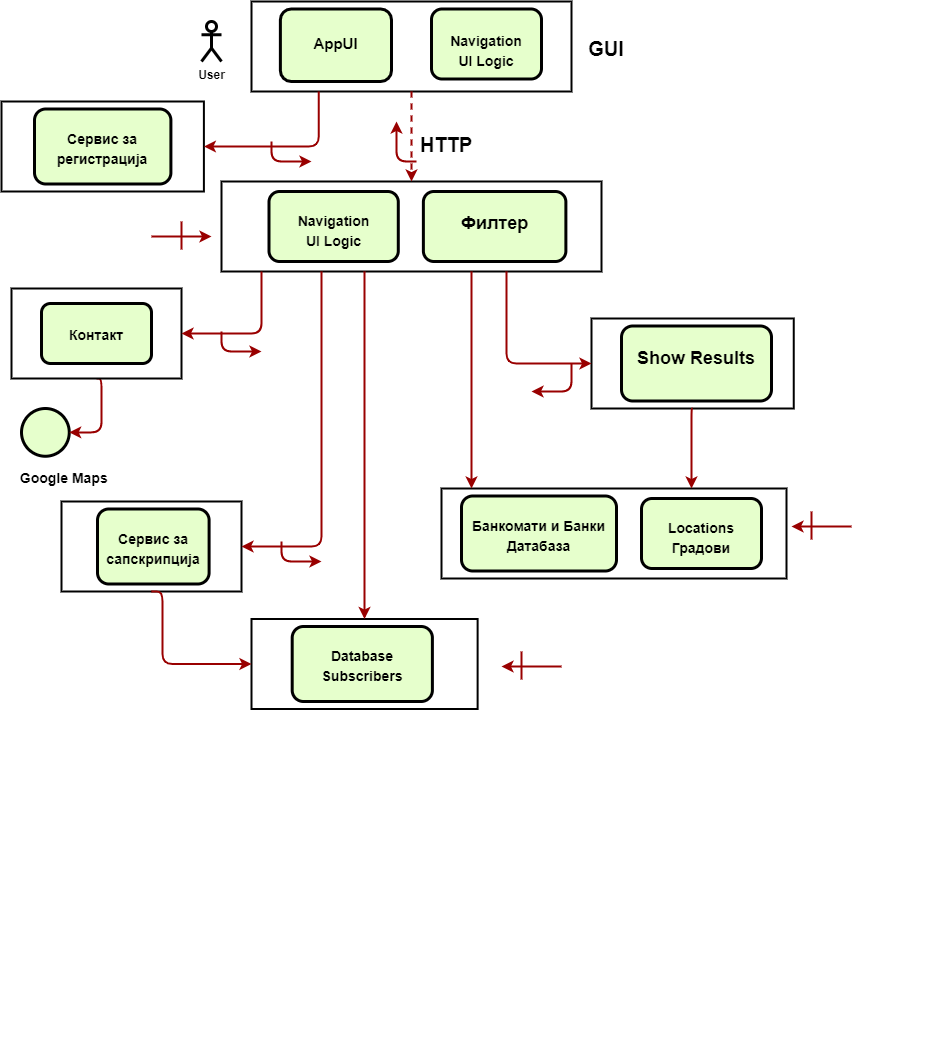 AppUI
Navigation
UI Logic
GUI
User
Сервис за
регистрација
HTTP
Navigation
UI Logic
Филтер
Контакт
Show Results
Google Maps
Банкомати и Банки
Датабаза
Locations
Градови
Сервис за
сапскрипција
Database
Subscribers